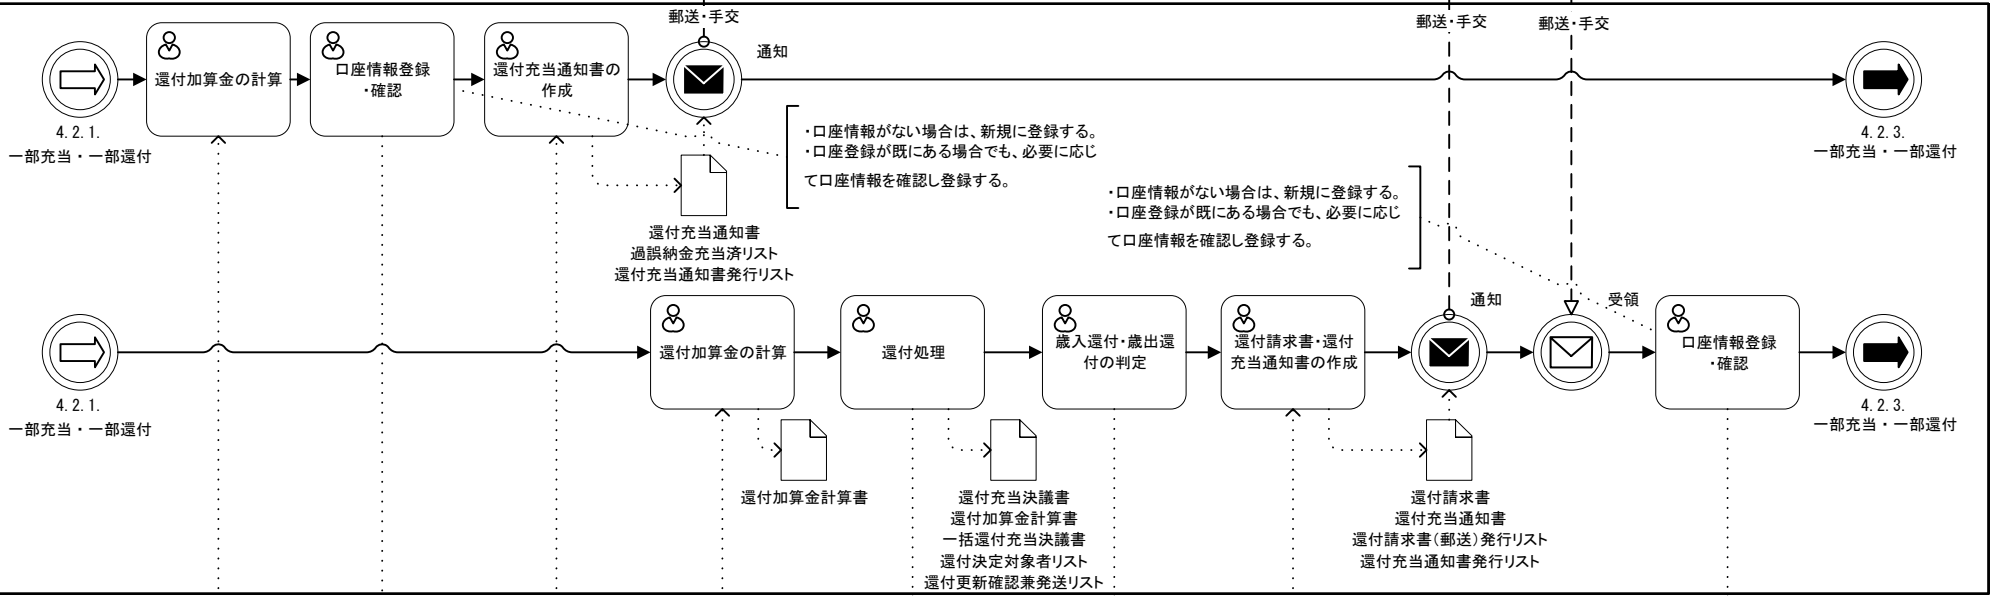 郵送・手交
郵送・手交
郵送・手交
通知
還付加算金の計算
口座情報登録
・確認
還付充当通知書の
作成
4.2.1.
一部充当・一部還付
4.2.3.
一部充当・一部還付
・口座情報がない場合は、新規に登録する。
・口座登録が既にある場合でも、必要に応じ
て口座情報を確認し登録する。
・口座情報がない場合は、新規に登録する。
・口座登録が既にある場合でも、必要に応じ
て口座情報を確認し登録する。
還付充当通知書
過誤納金充当済リスト
還付充当通知書発行リスト
通知
受領
還付加算金の計算
還付処理
歳入還付・歳出還
付の判定
還付請求書・還付
充当通知書の作成
口座情報登録
・確認
4.2.1.
一部充当・一部還付
4.2.3.
一部充当・一部還付
還付加算金計算書
還付充当決議書
還付加算金計算書
一括還付充当決議書
還付決定対象者リスト
還付更新確認兼発送リスト
還付請求書
還付充当通知書
還付請求書(郵送)発行リスト
還付充当通知書発行リスト